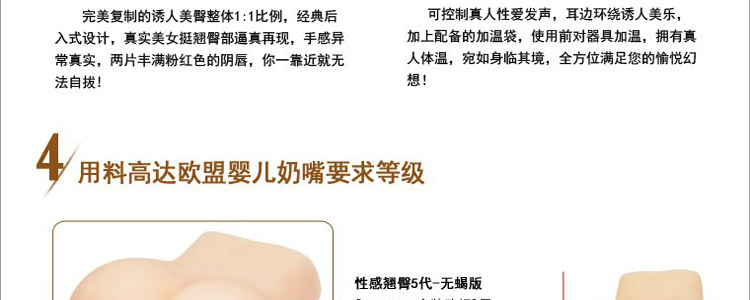 完美复制的诱人美臀整体1:1比例，经典后
入式设计，真实美女挺翘臀部逼真再现，手感异
常真实，两片丰满粉红色的阴唇，你一靠近就无
法自拔！
可控制真人性爱发声，耳边环绕诱人美乐，
加上配备的加温袋，使用前对器具加温，拥有真
人体温，宛如身临其境，全方位满足您的愉悦幻
想！
4 用料高达欧盟婴儿奶嘴要求等级
性感翘臀5代-无蝎版